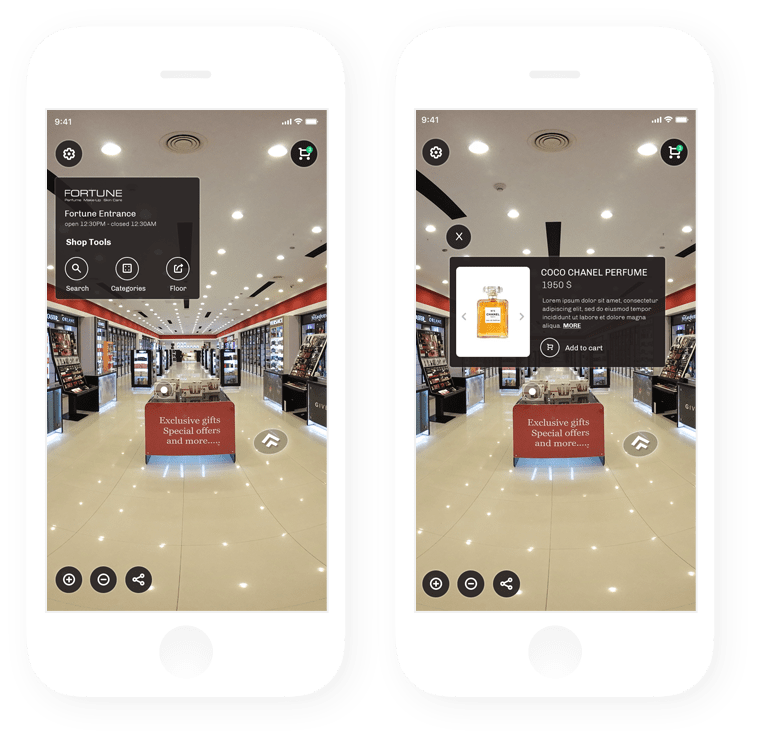 9:41
FORTUNE
Perfume · Make-Up · Skin Care
Fortune Entrance
open 12:30PM - closed 12:30AM
Shop Tools
Search
Categories
Floor
Exclusive gifts
Special offers
and more....,
9:41
X
COCO CHANEL PERFUME
1950 $
Lorem ipsum dolor sit amet, consectetur
adipiscing elit, sed do eiusmod tempor
incididunt ut labore et dolore magna
aliqua. MORE
CHANEL
Add to cart
Exclusive gifts
Special offers
and more....,